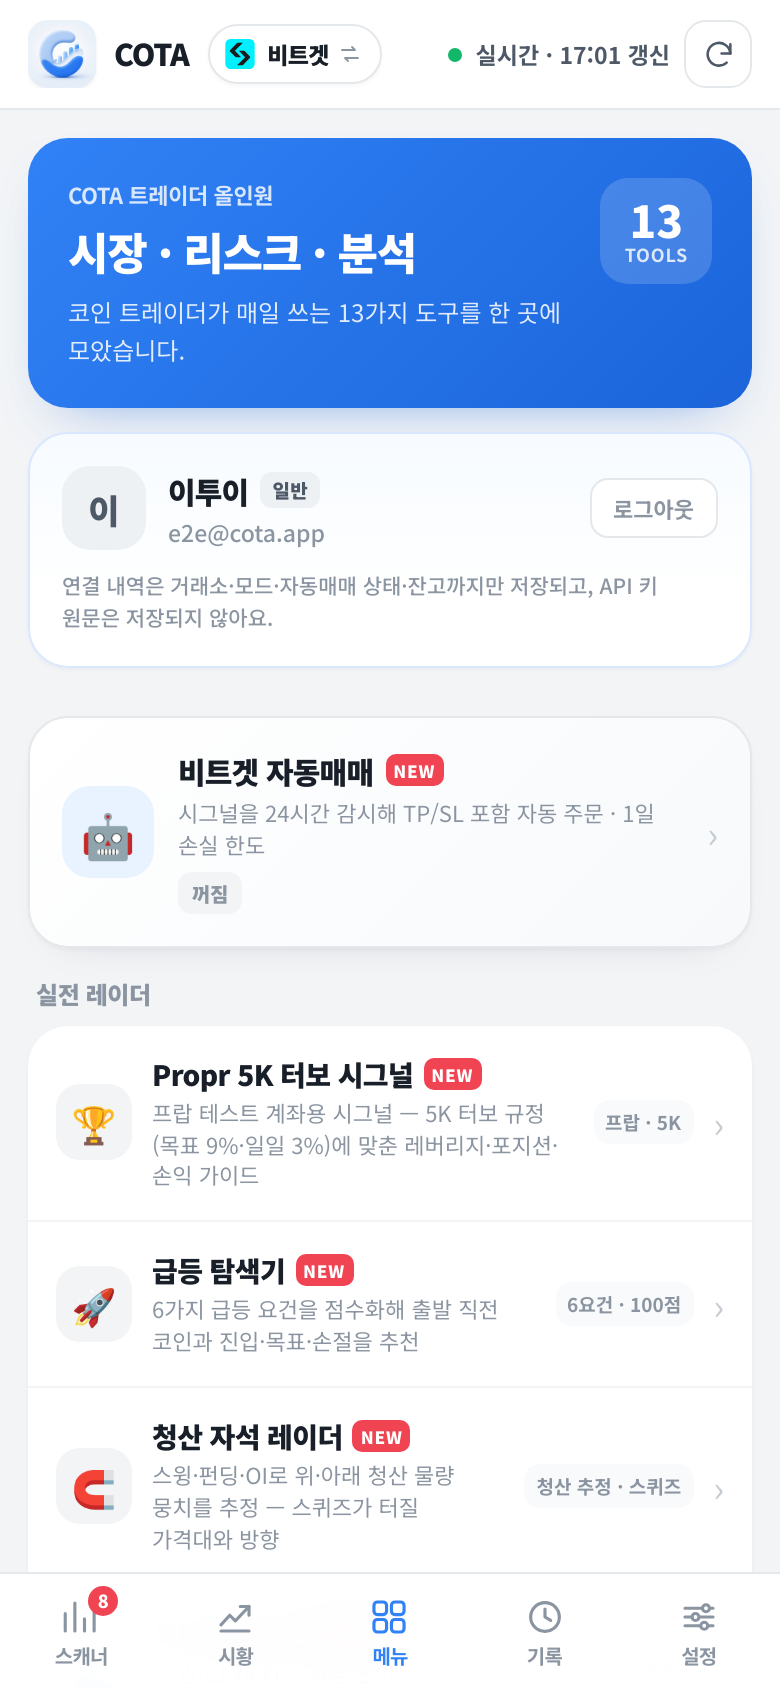 COTA
비트겟
실시간 · 17:01 갱신
COTA 트레이더 올인원
시장 · 리스크 · 분석
13
TOOLS
코인 트레이더가 매일 쓰는 13가지 도구를 한 곳에
모았습니다.
이
이투이 일반
e2e@cota.app
로그아웃
연결 내역은 거래소·모드·자동매매 상태·잔고까지만 저장되고, API 키
원문은 저장되지 않아요.
비트겟 자동매매 NEW
시그널을 24시간 감시해 TP/SL 포함 자동 주문 · 1일
손실 한도
꺼짐
실전 레이더
Propr 5K 터보 시그널 NEW
프랍 테스트 계좌용 시그널 — 5K 터보 규정
(목표 9%·일일 3%)에 맞춘 레버리지·포지션·
손익 가이드
프랍 · 5K
급등 탐색기 NEW
6가지 급등 요건을 점수화해 출발 직전
코인과 진입·목표·손절을 추천
6요건 · 100점
청산 자석 레이더 NEW
스윙·펀딩·OI로 위·아래 청산 물량
뭉치를 추정 — 스퀴즈가 터질
가격대와 방향
청산 추정 · 스퀴즈
8
스캐너
시황
메뉴
기록
설정